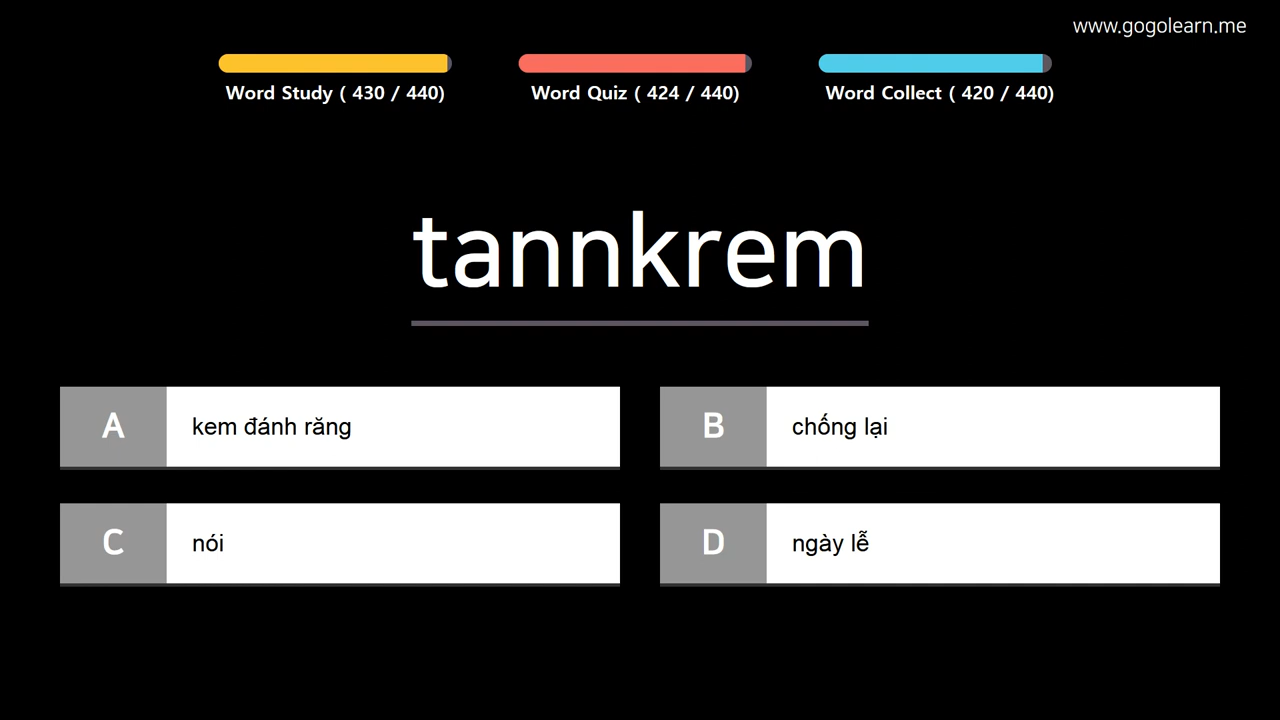 www.gogolearn.me
Word Study ( 430 / 440)
Word Quiz ( 424 / 440)
Word Collect ( 420 / 440)
tannkrem
A kem đánh răng
B chống lại
C nói
D ngày lễ